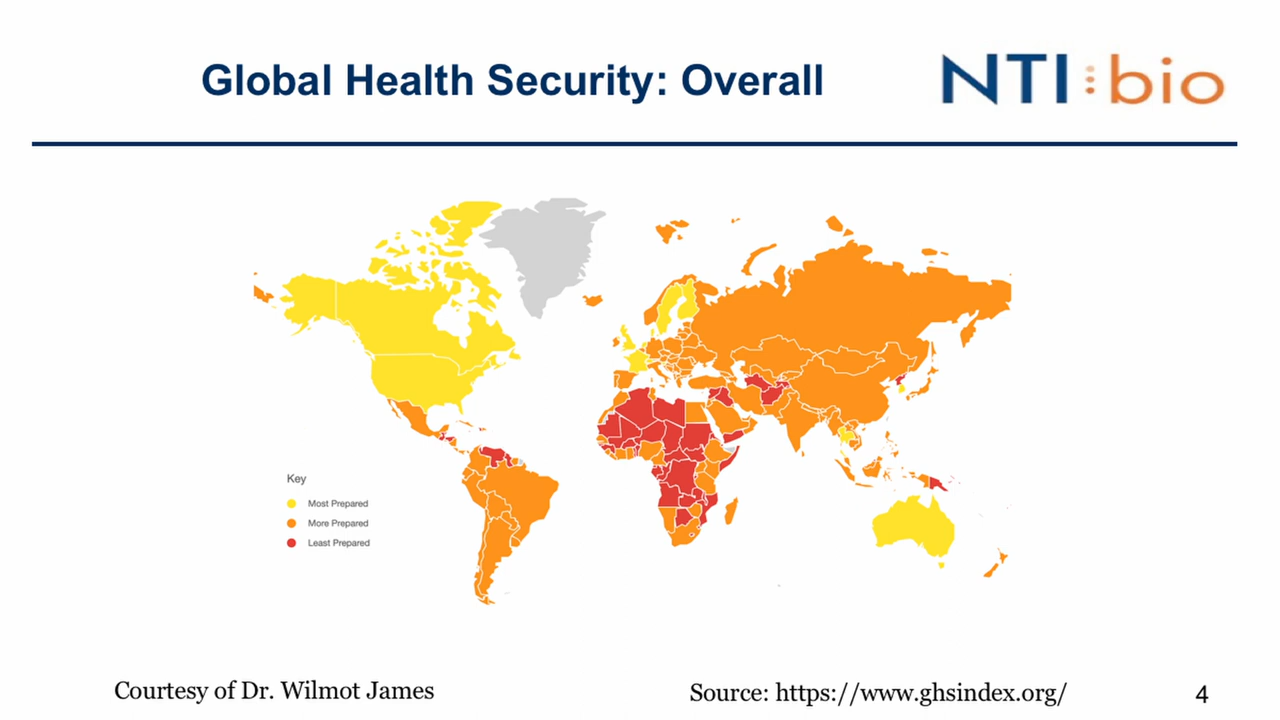 Global Health Security: Overall
NTI:bio
Key
Most Prepared
More Prepared
Least Prepared
Courtesy of Dr. Wilmot James
Source: https://www.ghsindex.org/
4